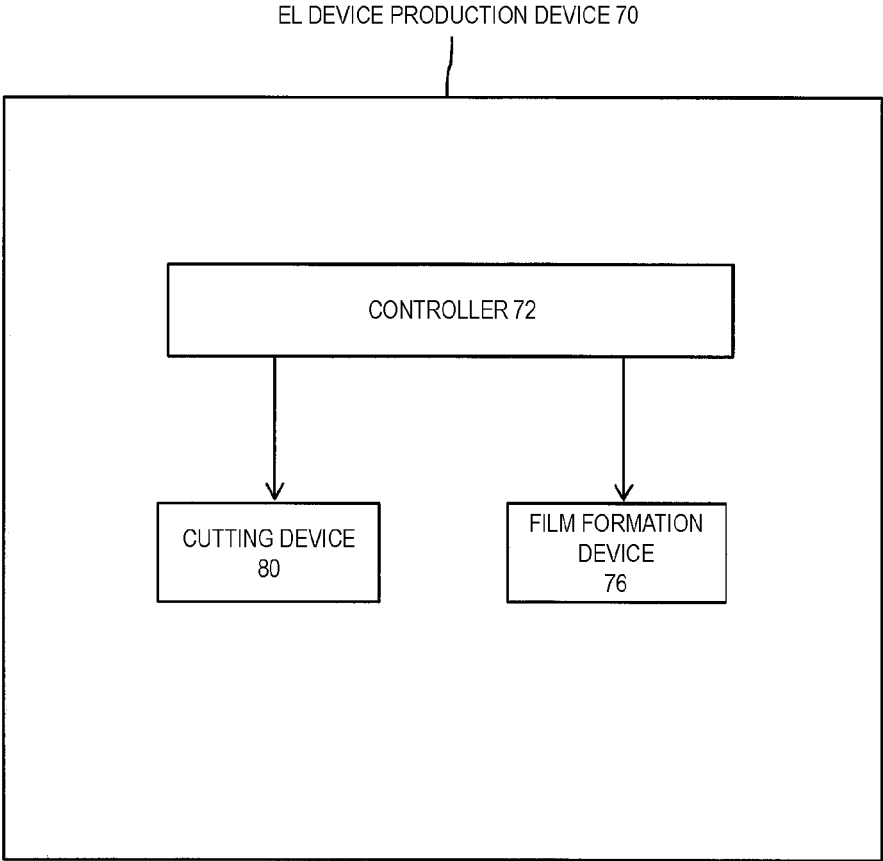 EL DEVICE PRODUCTION DEVICE 70
CONTROLLER 72
CUTTING DEVICE
80
FILM FORMATION
DEVICE
76